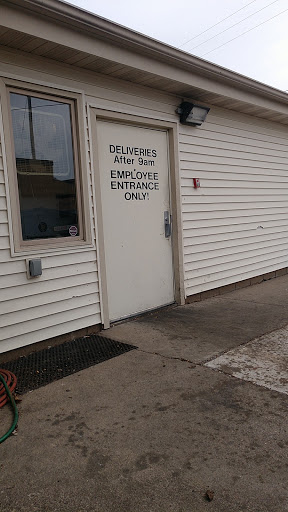 DELIVERIES
After 9am
EMPLOYEE
ENTRANCE
ONLY!